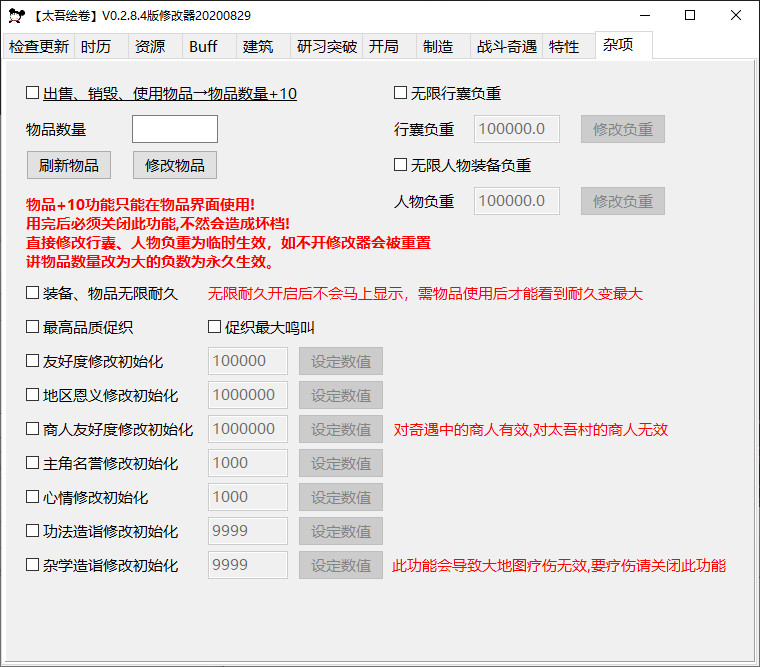 【太吾绘卷】V0.2.8.4版修改器20200829
检查更新 时历 资源 Buff 建筑 研习突破 开局 制造 战斗奇遇 特性 杂项
出售、销毁、使用物品→物品数量+10 无限行囊负重
物品数量 行囊负重 100000.0 修改负重
刷新物品 修改物品 无限人物装备负重
人物负重 100000.0 修改负重
物品+10功能只能在物品界面使用!
用完后必须关闭此功能,不然会造成坏档!
直接修改行囊、人物负重为临时生效，如不开修改器会被重置
讲物品数量改为大的负数为永久生效。
装备、物品无限耐久 无限耐久开启后不会马上显示，需物品使用后才能看到耐久变最大
最高品质促织 促织最大鸣叫
友好度修改初始化 100000 设定数值
地区恩义修改初始化 1000000 设定数值
商人友好度修改初始化 1000000 设定数值 对奇遇中的商人有效,对太吾村的商人无效
主角名誉修改初始化 1000 设定数值
心情修改初始化 1000 设定数值
功法造诣修改初始化 9999 设定数值
杂学造诣修改初始化 9999 设定数值 此功能会导致大地图疗伤无效,要疗伤请关闭此功能